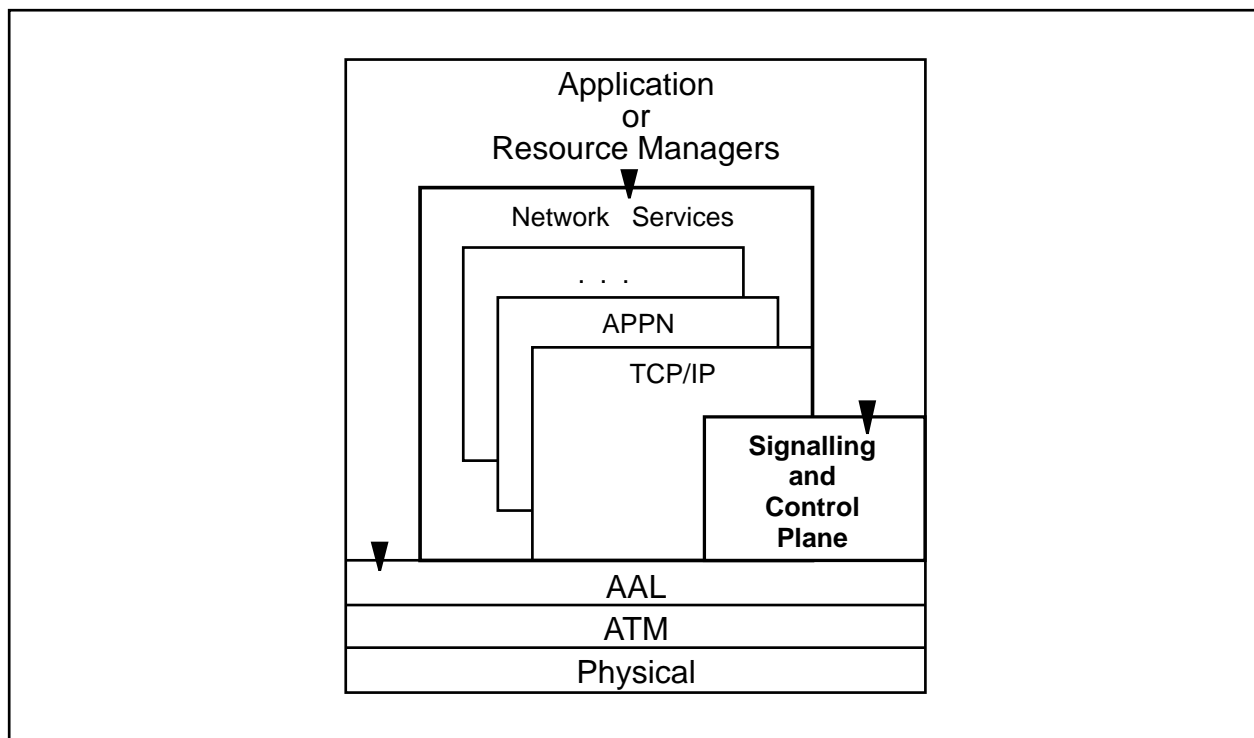 Application
or
Resource Managers
Network Services
. . .
APPN
TCP/IP
Signalling
and
Control
Plane
AAL
ATM
Physical